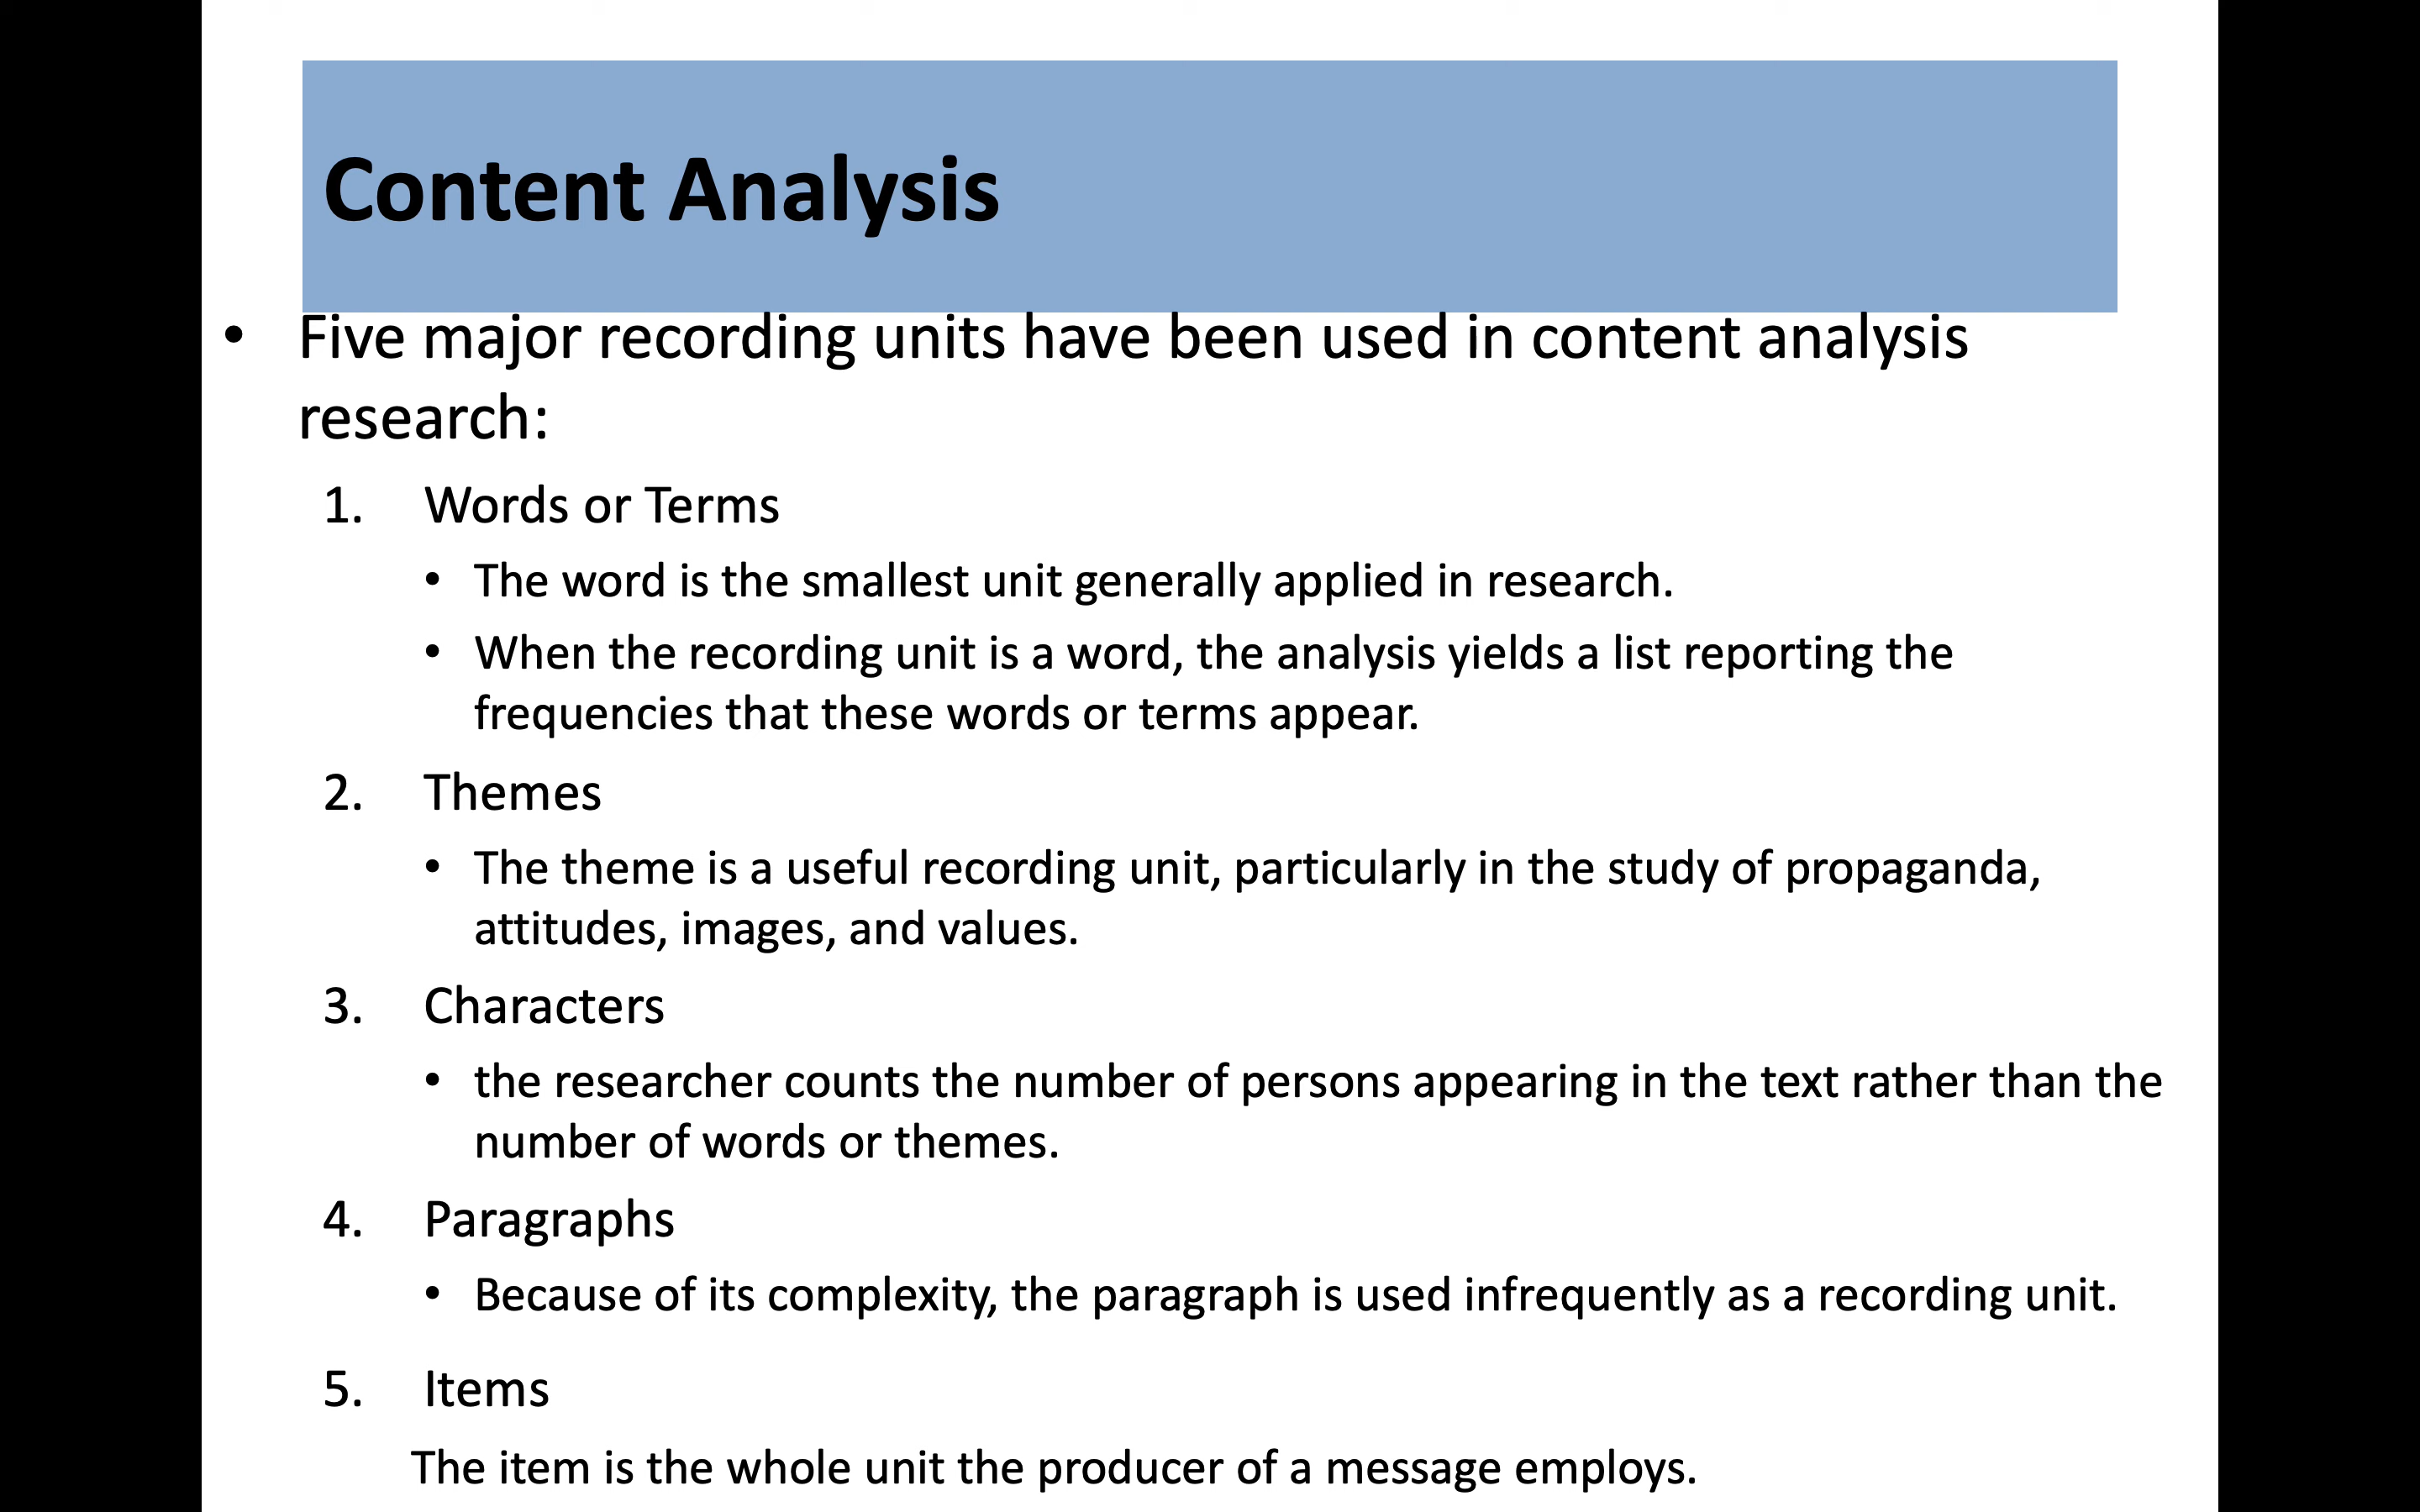 Content Analysis
• Five major recording units have been used in content analysis
research:
1. Words or Terms
• The word is the smallest unit generally applied in research.
• When the recording unit is a word, the analysis yields a list reporting the
frequencies that these words or terms appear.
2. Themes
• The theme is a useful recording unit, particularly in the study of propaganda,
attitudes, images, and values.
3. Characters
• the researcher counts the number of persons appearing in the text rather than the
number of words or themes.
4. Paragraphs
• Because of its complexity, the paragraph is used infrequently as a recording unit.
5. Items
The item is the whole unit the producer of a message employs.